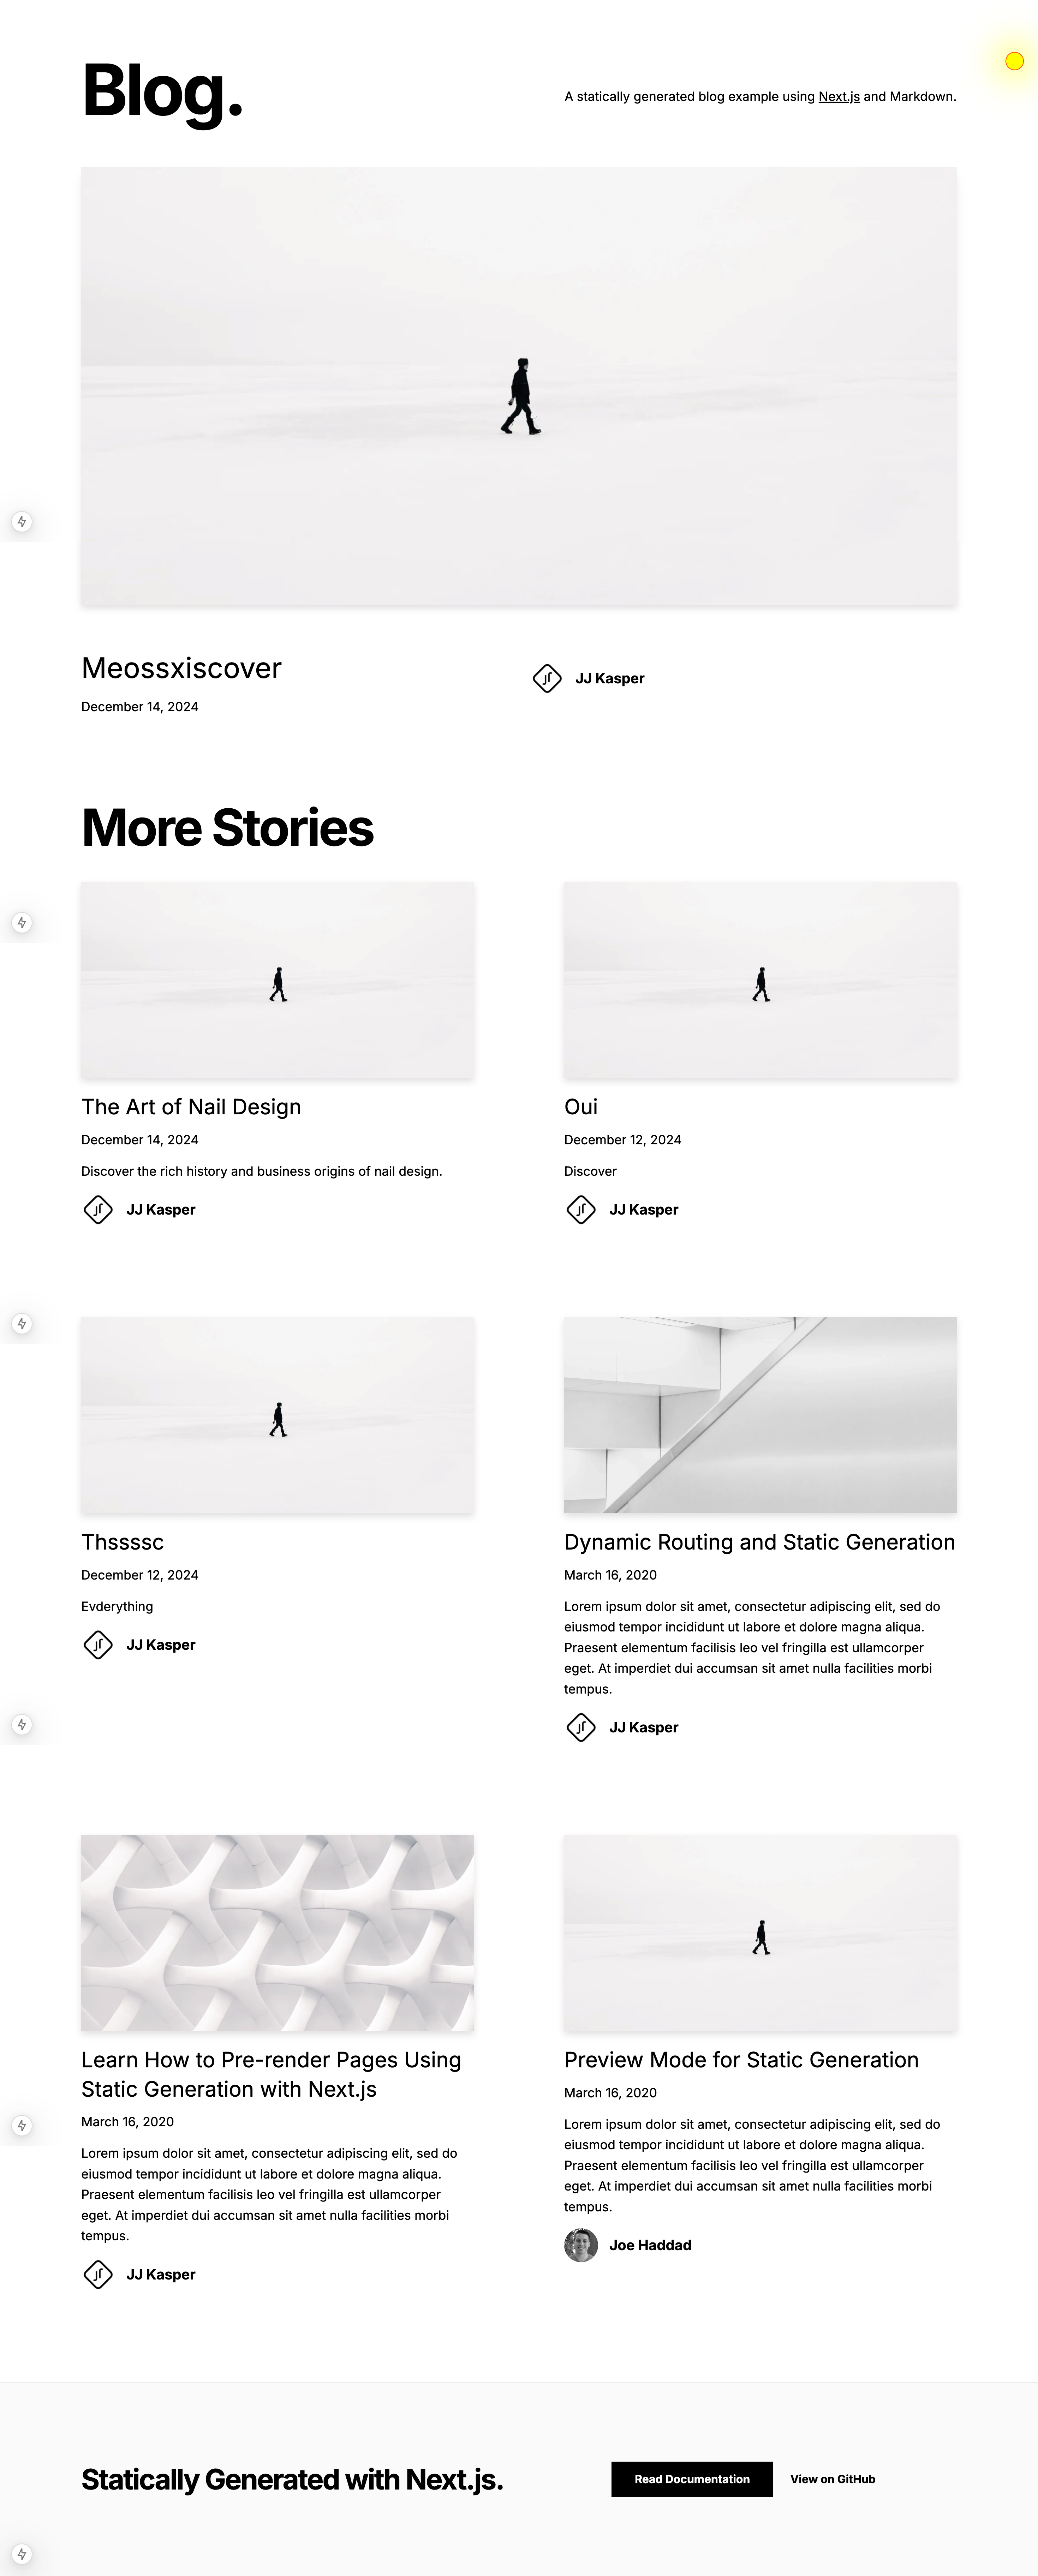 Blog.
A statically generated blog example using Next.js and Markdown.
Meossxiscover
December 14, 2024
JJ Kasper
More Stories
The Art of Nail Design
December 14, 2024
Discover the rich history and business origins of nail design.
JJ Kasper
Oui
December 12, 2024
Discover
JJ Kasper
Thssssc
December 12, 2024
Evderything
JJ Kasper
Dynamic Routing and Static Generation
March 16, 2020
Lorem ipsum dolor sit amet, consectetur adipiscing elit, sed do
eiusmod tempor incididunt ut labore et dolore magna aliqua.
Praesent elementum facilisis leo vel fringilla est ullamcorper
eget. At imperdiet dui accumsan sit amet nulla facilities morbi
tempus.
JJ Kasper
Learn How to Pre-render Pages Using
Static Generation with Next.js
March 16, 2020
Lorem ipsum dolor sit amet, consectetur adipiscing elit, sed do
eiusmod tempor incididunt ut labore et dolore magna aliqua.
Praesent elementum facilisis leo vel fringilla est ullamcorper
eget. At imperdiet dui accumsan sit amet nulla facilities morbi
tempus.
JJ Kasper
Preview Mode for Static Generation
March 16, 2020
Lorem ipsum dolor sit amet, consectetur adipiscing elit, sed do
eiusmod tempor incididunt ut labore et dolore magna aliqua.
Praesent elementum facilisis leo vel fringilla est ullamcorper
eget. At imperdiet dui accumsan sit amet nulla facilities morbi
tempus.
Joe Haddad
Statically Generated with Next.js.
Read Documentation
View on GitHub